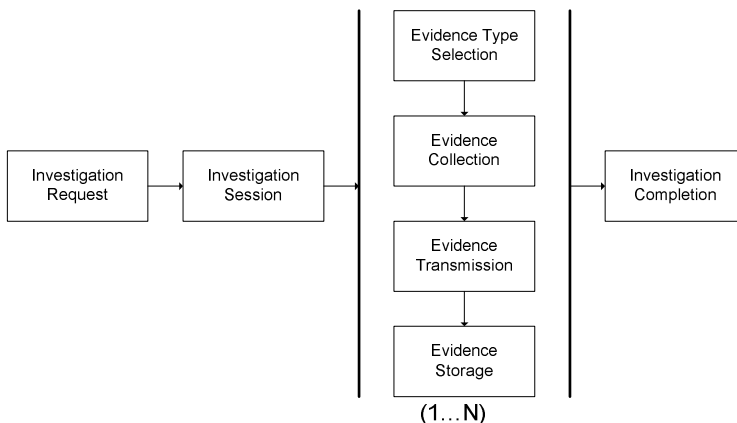 Investigation
Request
Investigation
Session
Evidence Type
Selection
Evidence
Collection
Evidence
Transmission
Evidence
Storage
(1…N)
Investigation
Completion